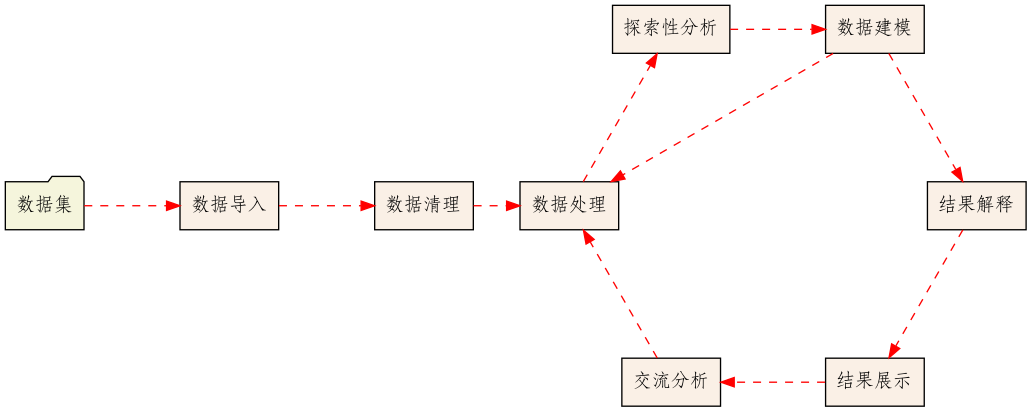 探索性分析
数据建模
数据集
数据导入
数据清理
数据处理
结果解释
交流分析
结果展示